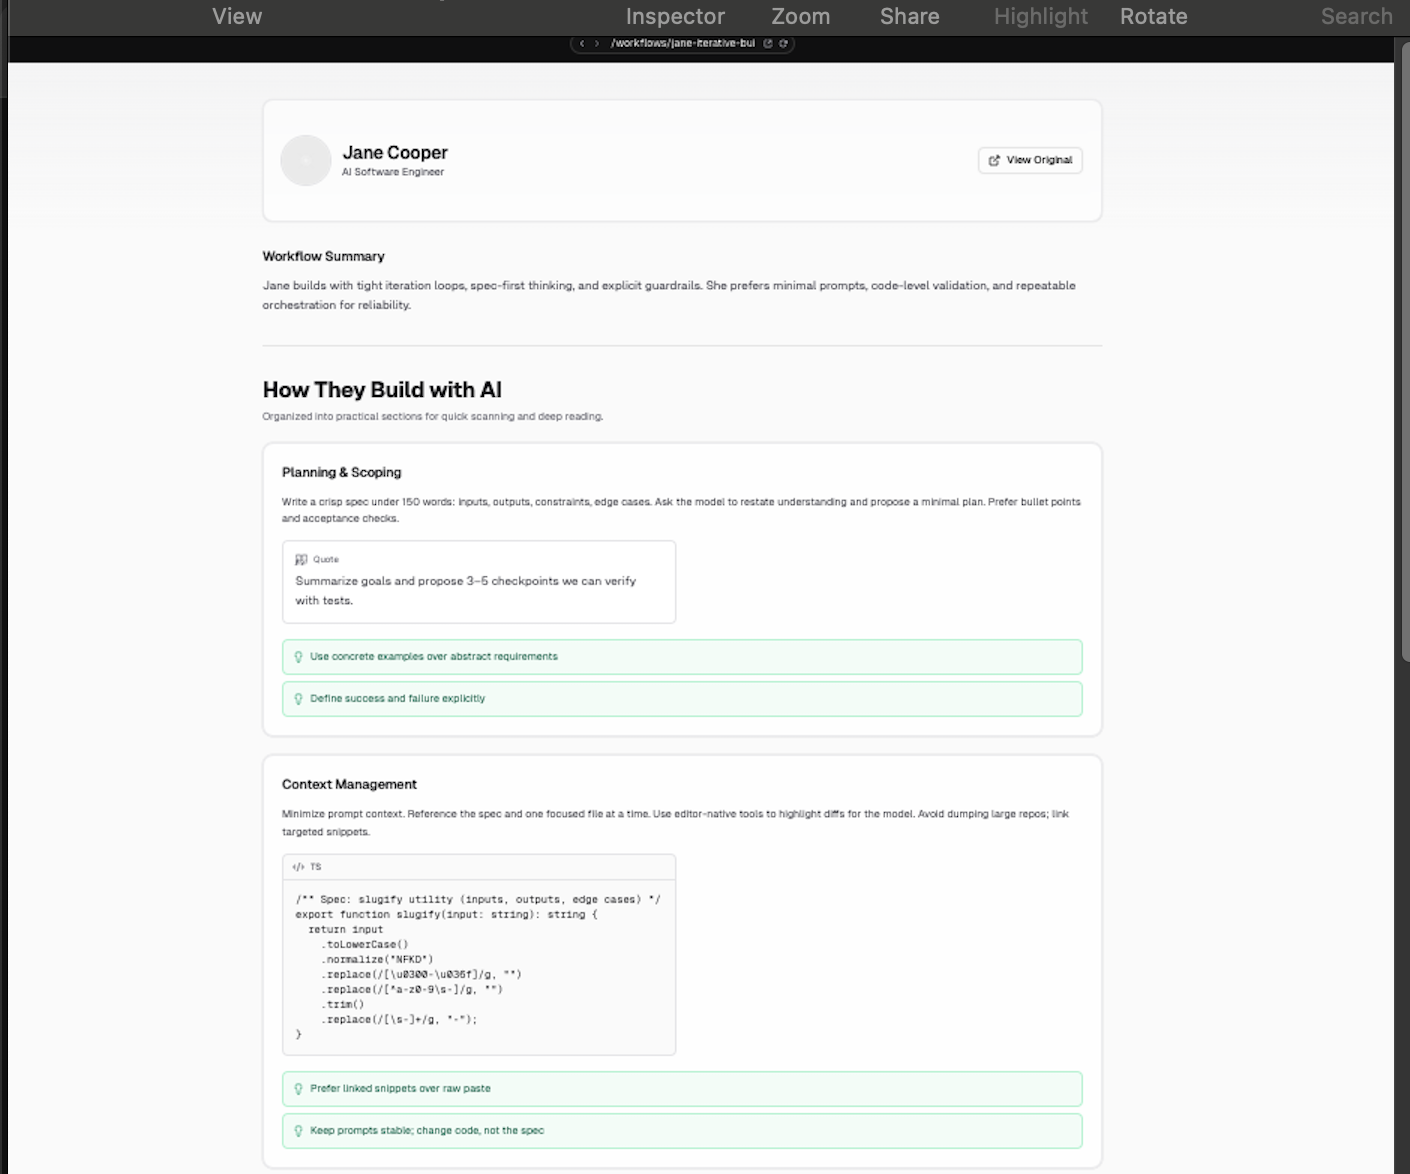 View Inspector Zoom Share Highlight Rotate Search
/workflows/jane-iterative-bui
Jane Cooper
AI Software Engineer
View Original
Workflow Summary
Jane builds with tight iteration loops, spec-first thinking, and explicit guardrails. She prefers minimal prompts, code-level validation, and repeatable
orchestration for reliability.
How They Build with AI
Organized into practical sections for quick scanning and deep reading.
Planning & Scoping
Write a crisp spec under 150 words: inputs, outputs, constraints, edge cases. Ask the model to restate understanding and propose a minimal plan. Prefer bullet points
and acceptance checks.
Quote
Summarize goals and propose 3–5 checkpoints we can verify
with tests.
Use concrete examples over abstract requirements
Define success and failure explicitly
Context Management
Minimize prompt context. Reference the spec and one focused file at a time. Use editor-native tools to highlight diffs for the model. Avoid dumping large repos; link
targeted snippets.
</> TS
/** Spec: slugify utility (inputs, outputs, edge cases) */
export function slugify(input: string): string {
return input
.toLowerCase()
.normalize("NFKD")
.replace(/[\u0300-\u036f]/g, "")
.replace(/[^a-z0-9\s-]/g, "")
.trim()
.replace(/[\s-]+/g, "-");
}
Prefer linked snippets over raw paste
Keep prompts stable; change code, not the spec